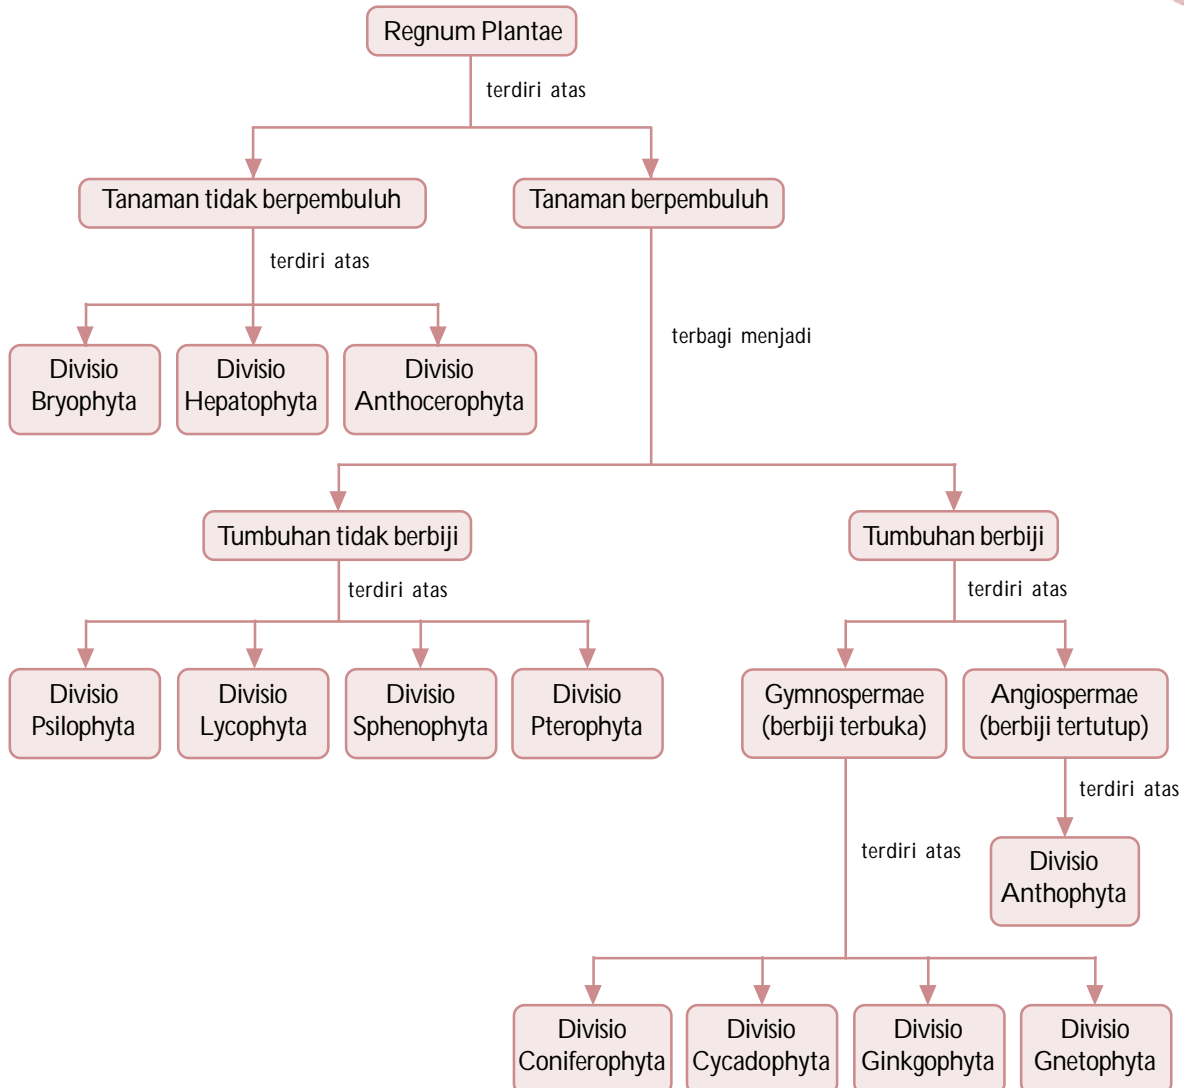 Regnum Plantae
terdiri atas
Tanaman tidak berpembuluh
Tanaman berpembuluh
terdiri atas
terbagi menjadi
Divisio
Bryophyta
Divisio
Hepatophyta
Divisio
Anthocerophyta
Tumbuhan tidak berbiji
Tumbuhan berbiji
terdiri atas
terdiri atas
Divisio
Psilophyta
Divisio
Lycophyta
Divisio
Sphenophyta
Divisio
Pterophyta
Gymnospermae
(berbiji terbuka)
Angiospermae
(berbiji tertutup)
terdiri atas
terdiri atas
Divisio
Anthophyta
Divisio
Coniferophyta
Divisio
Cycadophyta
Divisio
Ginkgophyta
Divisio
Gnetophyta